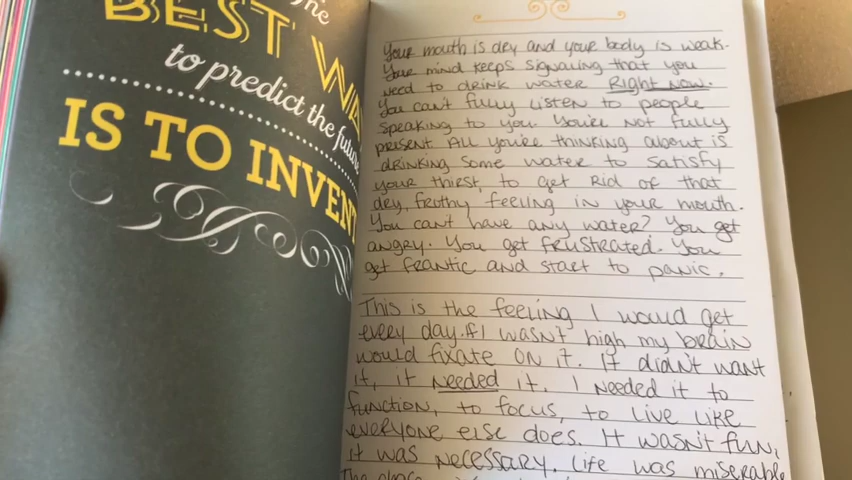 BEST WA
to predict the future
IS TO INVENT
Your mouth is dry and your body is weak.
Your mind keeps signaling that you
need to drink water Right Now.
You can't fully listen to people
speaking to you. You're not fully
present. All you're thinking about is
drinking some water to satisfy
your thirst, to get rid of that
dry, frothy feeling in your mouth.
You can't have any water? You get
angry. You get frustrated. You
get frantic and start to panic.
This is the feeling I would get
every day. If I wasn't high my brain
would fixate on it. It didn't want
it, it needed it. I needed it to
function, to focus, to live like
everyone else does. It wasn't fun,
it was necessary. Life was miserable